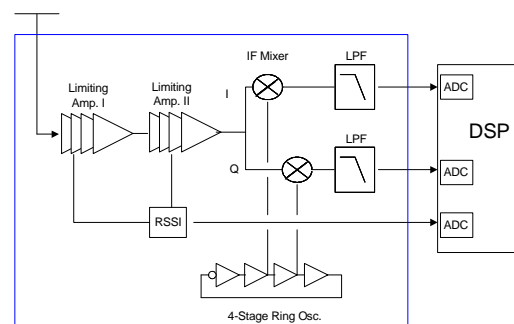 IF Mixer
LPF
Limiting
Amp. I
Limiting
Amp. II
I
ADC
DSP
LPF
Q
ADC
RSSI
ADC
4-Stage Ring Osc.